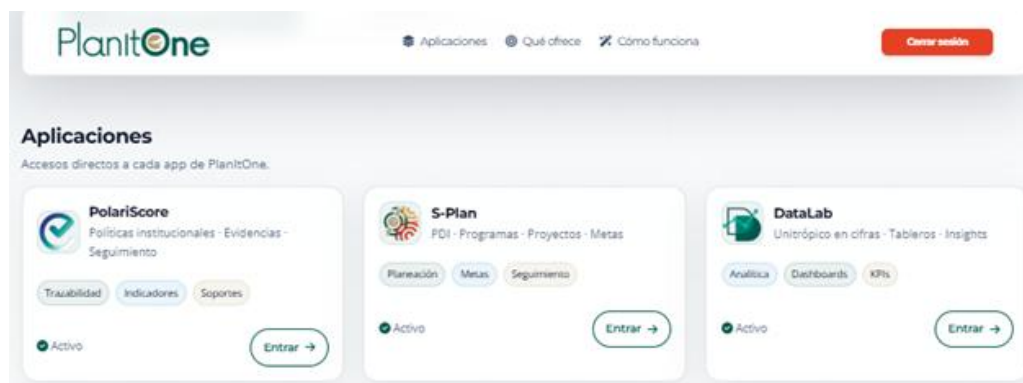 PlanitOne
Aplicaciones Qué ofrece Cómo funciona
Cerrar sesión
Aplicaciones
Accesos directos a cada app de PlanItOne.
PolariScore
Políticas institucionales · Evidencias ·
Seguimiento
Trazabilidad Indicadores Soportes
Activo
Entrar →
S-Plan
PDI · Programas · Proyectos · Metas
Planeación Metas Seguimiento
Activo
Entrar →
DataLab
Unitrópico en cifras · Tableros · Insights
Analítica Dashboards KPIs
Activo
Entrar →